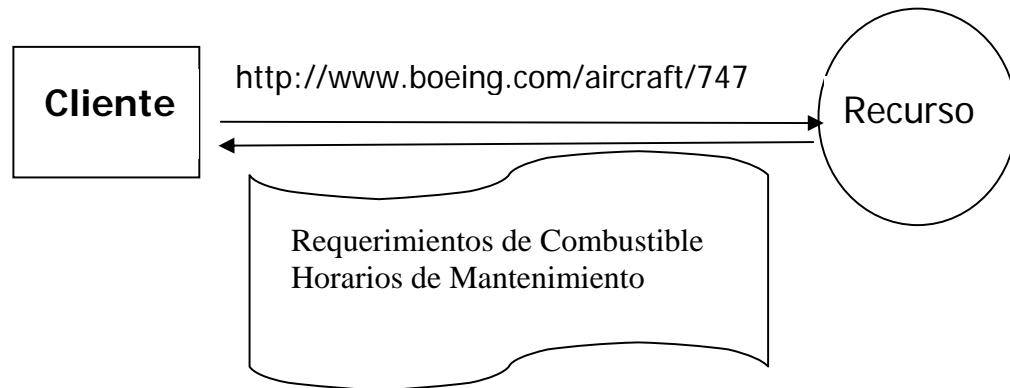 Cliente
http://www.boeing.com/aircraft/747
Recurso
Requerimientos de Combustible
Horarios de Mantenimiento